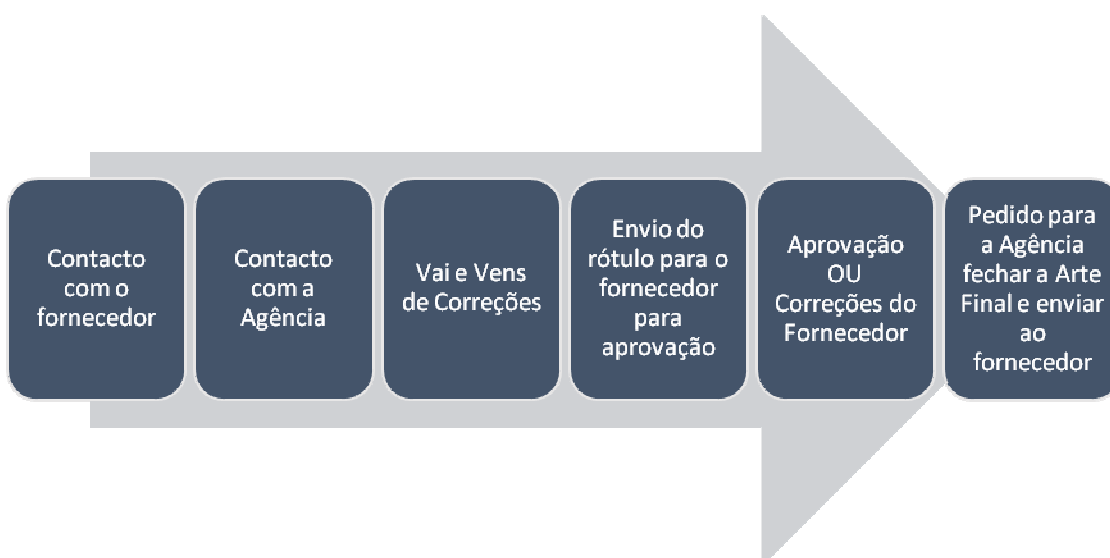 Contacto
com o
fornecedor
Contacto
com a
Agência
Vai e Vens
de Correções
Envio do
rótulo para o
fornecedor
para
aprovação
Aprovação
OU
Correções do
Fornecedor
Pedido para
a Agência
fechar a Arte
Final e enviar
ao
fornecedor